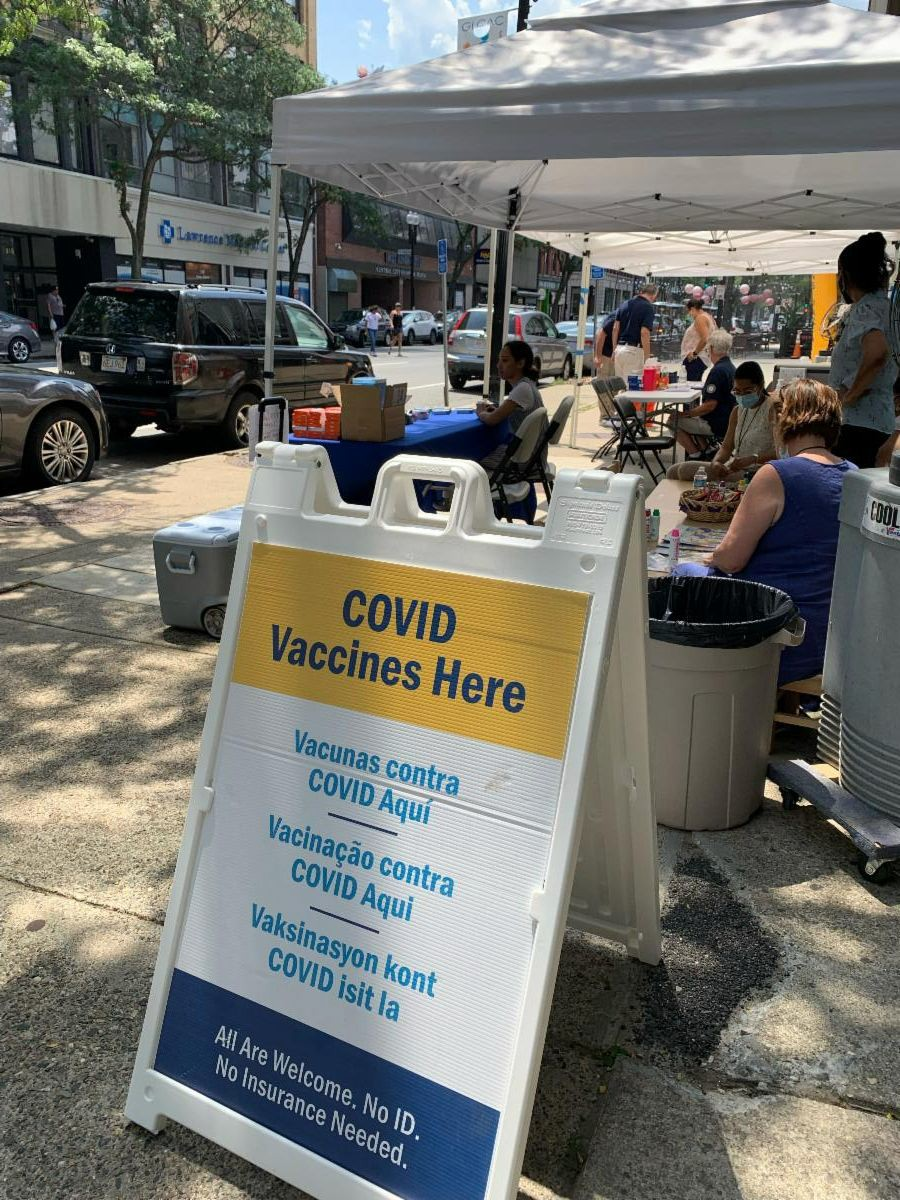 GLCAC
Lawrence
COVID
Vaccines Here
Vacunas contra
COVID Aquí
Vacinação contra
COVID Aqui
Vaksinasyon kont
COVID isit la
All Are Welcome. No ID.
No Insurance Needed.
COOL